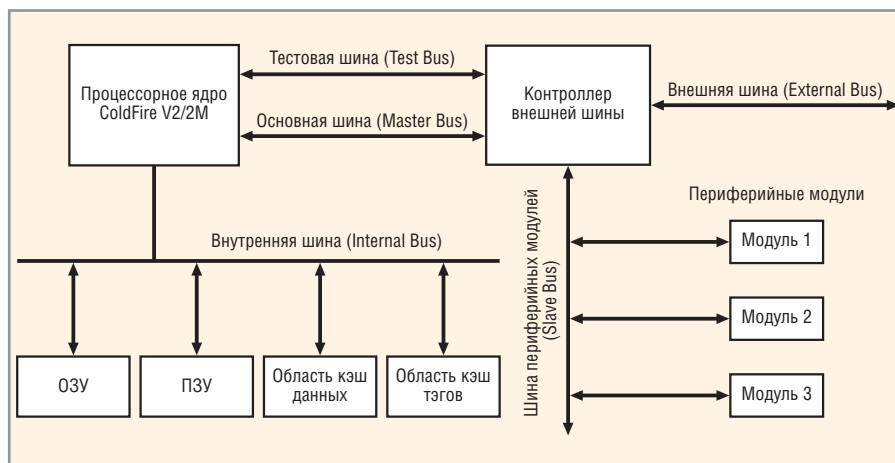 Процессорное ядро
ColdFire V2/2M
Тестовая шина (Test Bus)
Основная шина (Master Bus)
Контроллер
внешней шины
Внешняя шина (External Bus)
Внутренняя шина (Internal Bus)
ОЗУ
ПЗУ
Область кэш
данных
Область кэш
тэгов
Шина периферийных модулей
(Slave Bus)
Периферийные модули
Модуль 1
Модуль 2
Модуль 3